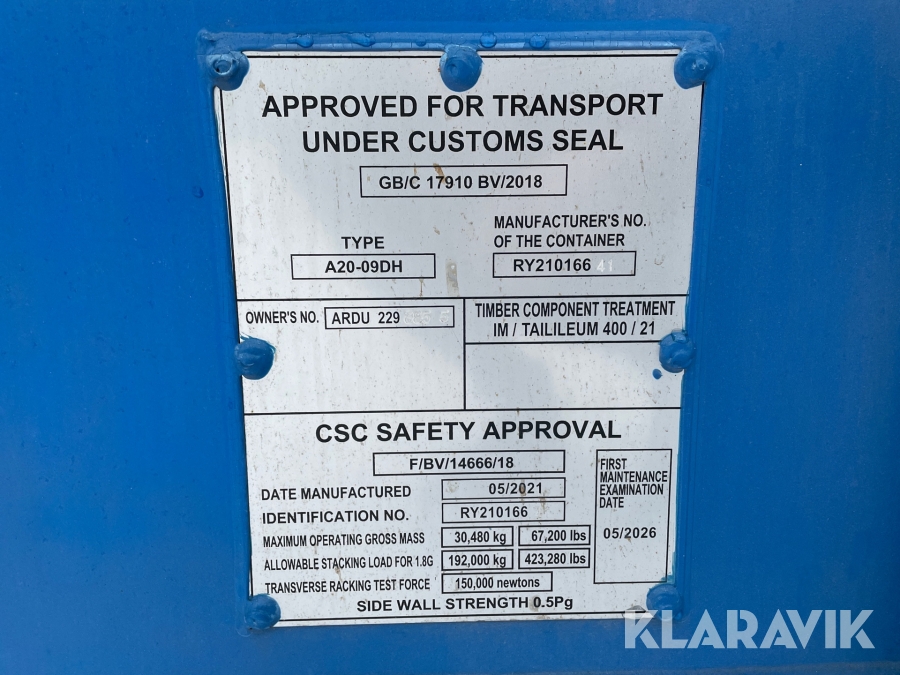 APPROVED FOR TRANSPORT
UNDER CUSTOMS SEAL
GB/C 17910 BV/2018
TYPE
A20-09DH
MANUFACTURER'S NO.
OF THE CONTAINER
RY210166 41
OWNER'S NO. ARDU 229
TIMBER COMPONENT TREATMENT
IM / TAILILEUM 400 / 21
CSC SAFETY APPROVAL
F/BV/14666/18
DATE MANUFACTURED 05/2021
IDENTIFICATION NO. RY210166
MAXIMUM OPERATING GROSS MASS 30,480 kg 67,200 lbs
ALLOWABLE STACKING LOAD FOR 1.8G 192,000 kg 423,280 lbs
TRANSVERSE RACKING TEST FORCE 150,000 newtons
SIDE WALL STRENGTH 0.5Pg
FIRST
MAINTENANCE
EXAMINATION
DATE
05/2026
KLARAVIK